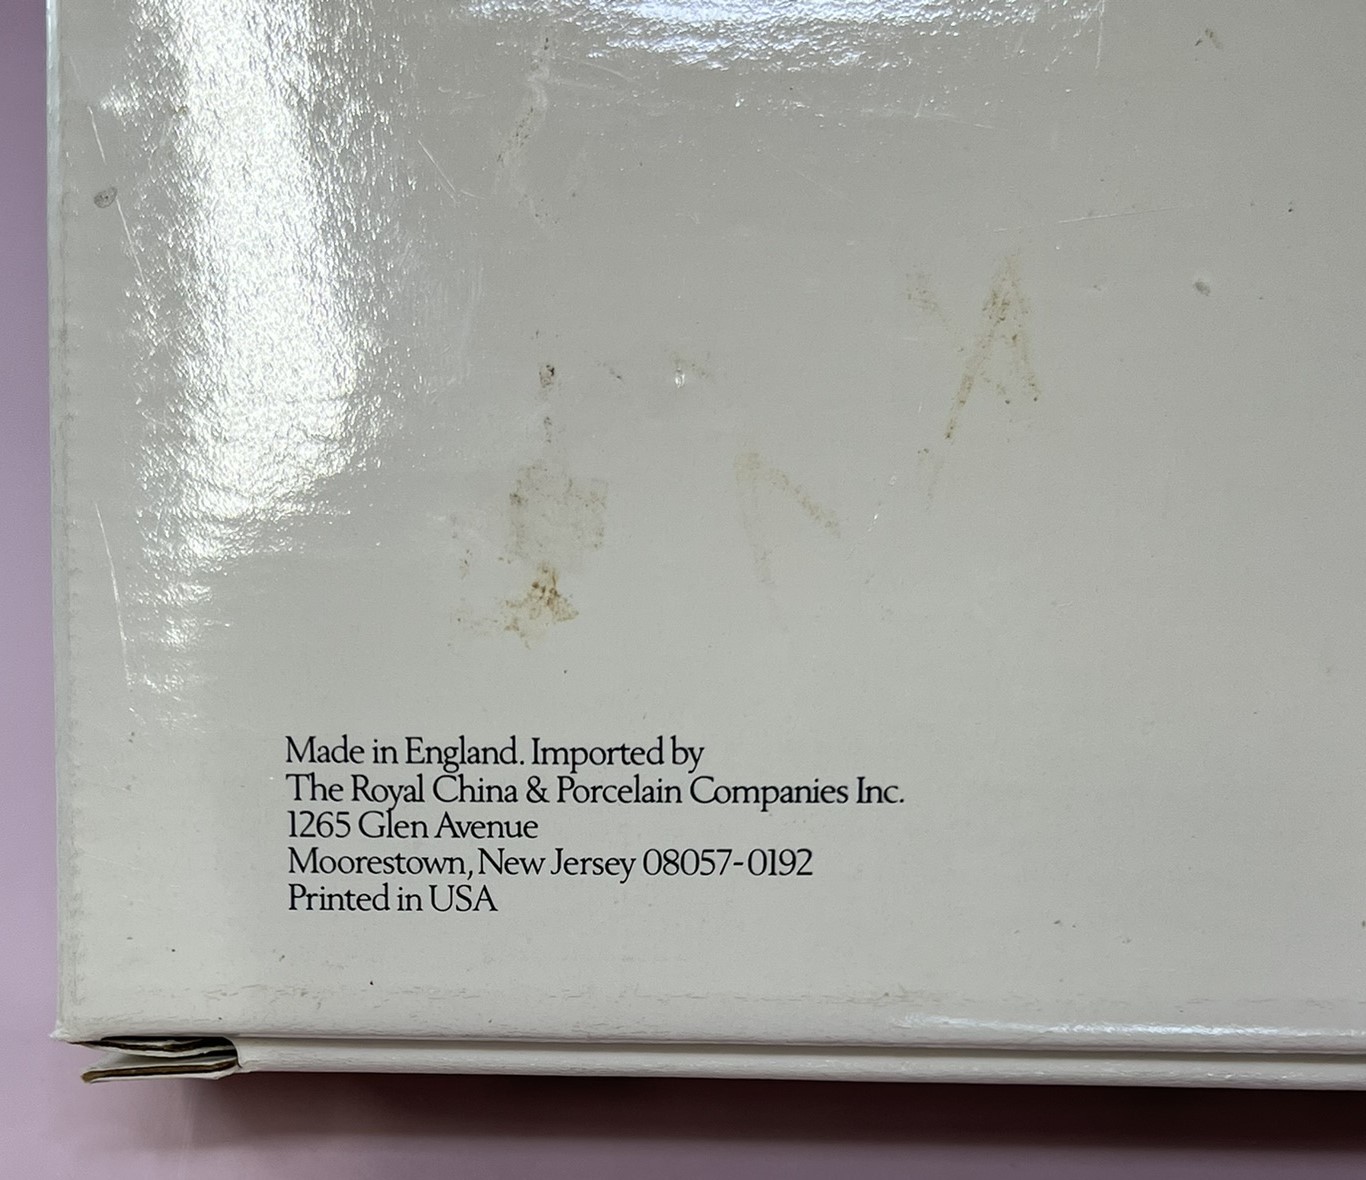 Made in England. Imported by
The Royal China & Porcelain Companies Inc.
1265 Glen Avenue
Moorestown, New Jersey 08057-0192
Printed in USA